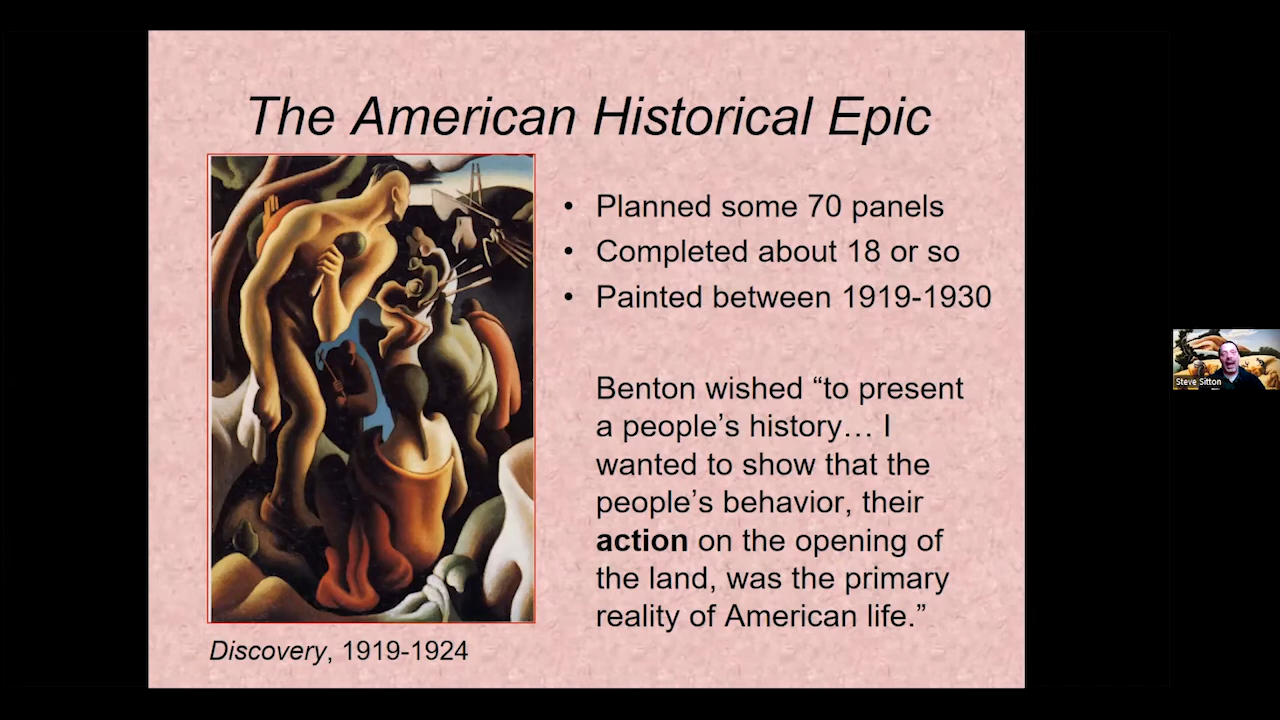 The American Historical Epic
• Planned some 70 panels
• Completed about 18 or so
• Painted between 1919-1930
Benton wished “to present
a people’s history… I
wanted to show that the
people’s behavior, their
action on the opening of
the land, was the primary
reality of American life.”
Discovery, 1919-1924
Steve Sitton